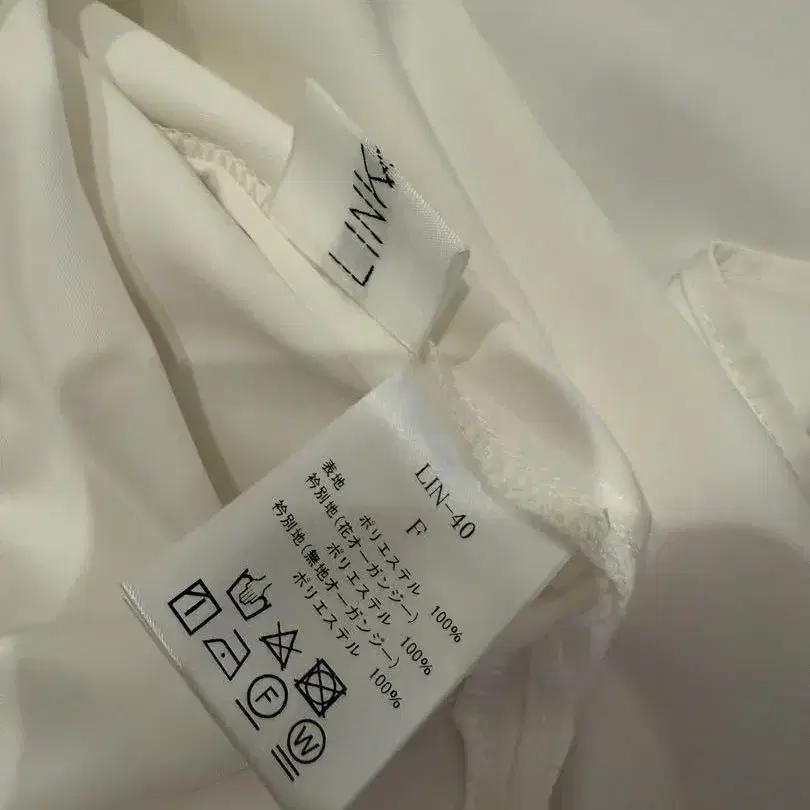 LINK
LIN-40
F
表地
ポリエステル 100%
衿別地(花オーガンジー)
ポリエステル 100%
衿別地(無地オーガンジー)
ポリエステル 100%
F
W